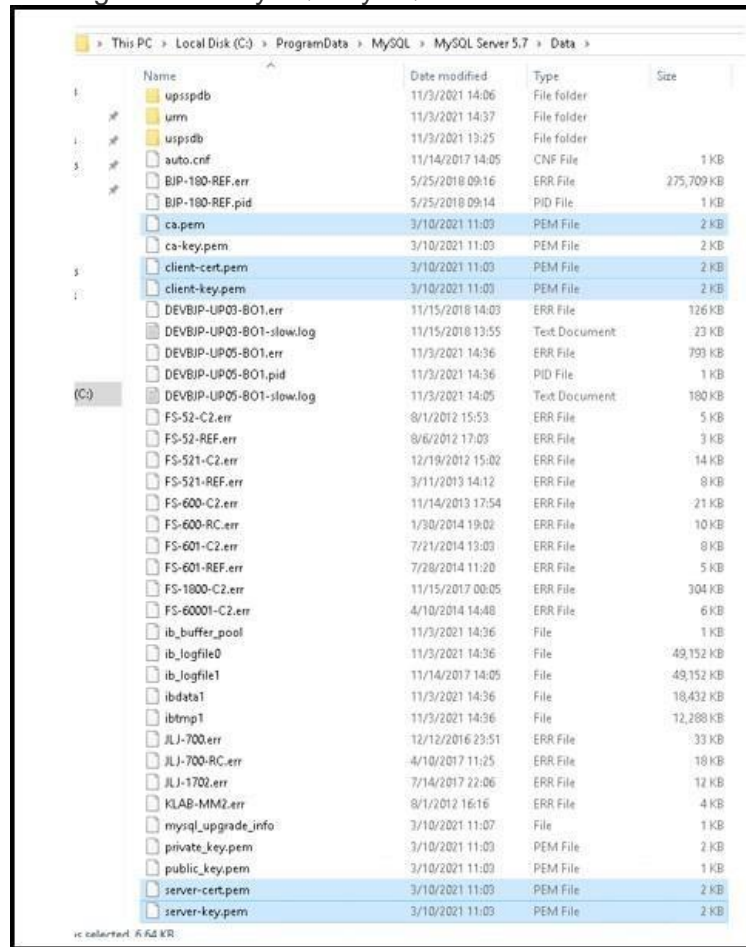 This PC > Local Disk (C:) > ProgramData > MySQL > MySQL Server 5.7 > Data >
Name Date modified Type Size
upsspdb 11/3/2021 14:06 File folder
urm 11/3/2021 14:37 File folder
uspsdb 11/3/2021 13:25 File folder
auto.cnf 11/14/2017 14:05 CNF File 1 KB
BJP-180-REF.err 5/25/2018 09:16 ERR File 275,709 KB
BJP-180-REF.pid 5/25/2018 09:14 PID File 1 KB
ca.pem 3/10/2021 11:03 PEM File 2 KB
ca-key.pem 3/10/2021 11:03 PEM File 2 KB
client-cert.pem 3/10/2021 11:03 PEM File 2 KB
client-key.pem 3/10/2021 11:03 PEM File 2 KB
DEVBJP-UP03-BO1.err 11/15/2018 14:03 ERR File 126 KB
DEVBJP-UP03-BO1-slow.log 11/15/2018 13:55 Text Document 23 KB
DEVBJP-UP05-BO1.err 11/3/2021 14:36 ERR File 793 KB
DEVBJP-UP05-BO1.pid 11/3/2021 14:36 PID File 1 KB
(C:) DEVBJP-UP05-BO1-slow.log 11/3/2021 14:05 Text Document 180 KB
FS-52-C2.err 8/1/2012 15:53 ERR File 5 KB
FS-52-REF.err 8/6/2012 17:03 ERR File 3 KB
FS-521-C2.err 12/19/2012 15:02 ERR File 14 KB
FS-521-REF.err 3/11/2013 14:12 ERR File 8 KB
FS-600-C2.err 11/14/2013 17:54 ERR File 21 KB
FS-600-RC.err 1/30/2014 19:02 ERR File 10 KB
FS-601-C2.err 7/21/2014 13:03 ERR File 8 KB
FS-601-REF.err 7/28/2014 11:20 ERR File 5 KB
FS-1800-C2.err 11/15/2017 00:05 ERR File 304 KB
FS-60001-C2.err 4/10/2014 14:48 ERR File 6 KB
ib_buffer_pool 11/3/2021 14:36 File 1 KB
ib_logfile0 11/3/2021 14:36 File 49,152 KB
ib_logfile1 11/14/2017 14:05 File 49,152 KB
ibdata1 11/3/2021 14:36 File 18,432 KB
ibtmp1 11/3/2021 14:36 File 12,288 KB
JLJ-700.err 12/12/2016 23:51 ERR File 33 KB
JLJ-700-RC.err 4/10/2017 11:25 ERR File 18 KB
JLJ-1702.err 7/14/2017 22:06 ERR File 12 KB
KLAB-MM2.err 8/1/2012 16:16 ERR File 4 KB
mysql_upgrade_info 3/10/2021 11:07 File 1 KB
private_key.pem 3/10/2021 11:03 PEM File 2 KB
public_key.pem 3/10/2021 11:03 PEM File 1 KB
server-cert.pem 3/10/2021 11:03 PEM File 2 KB
server-key.pem 3/10/2021 11:03 PEM File 2 KB
selected 6.64 KB